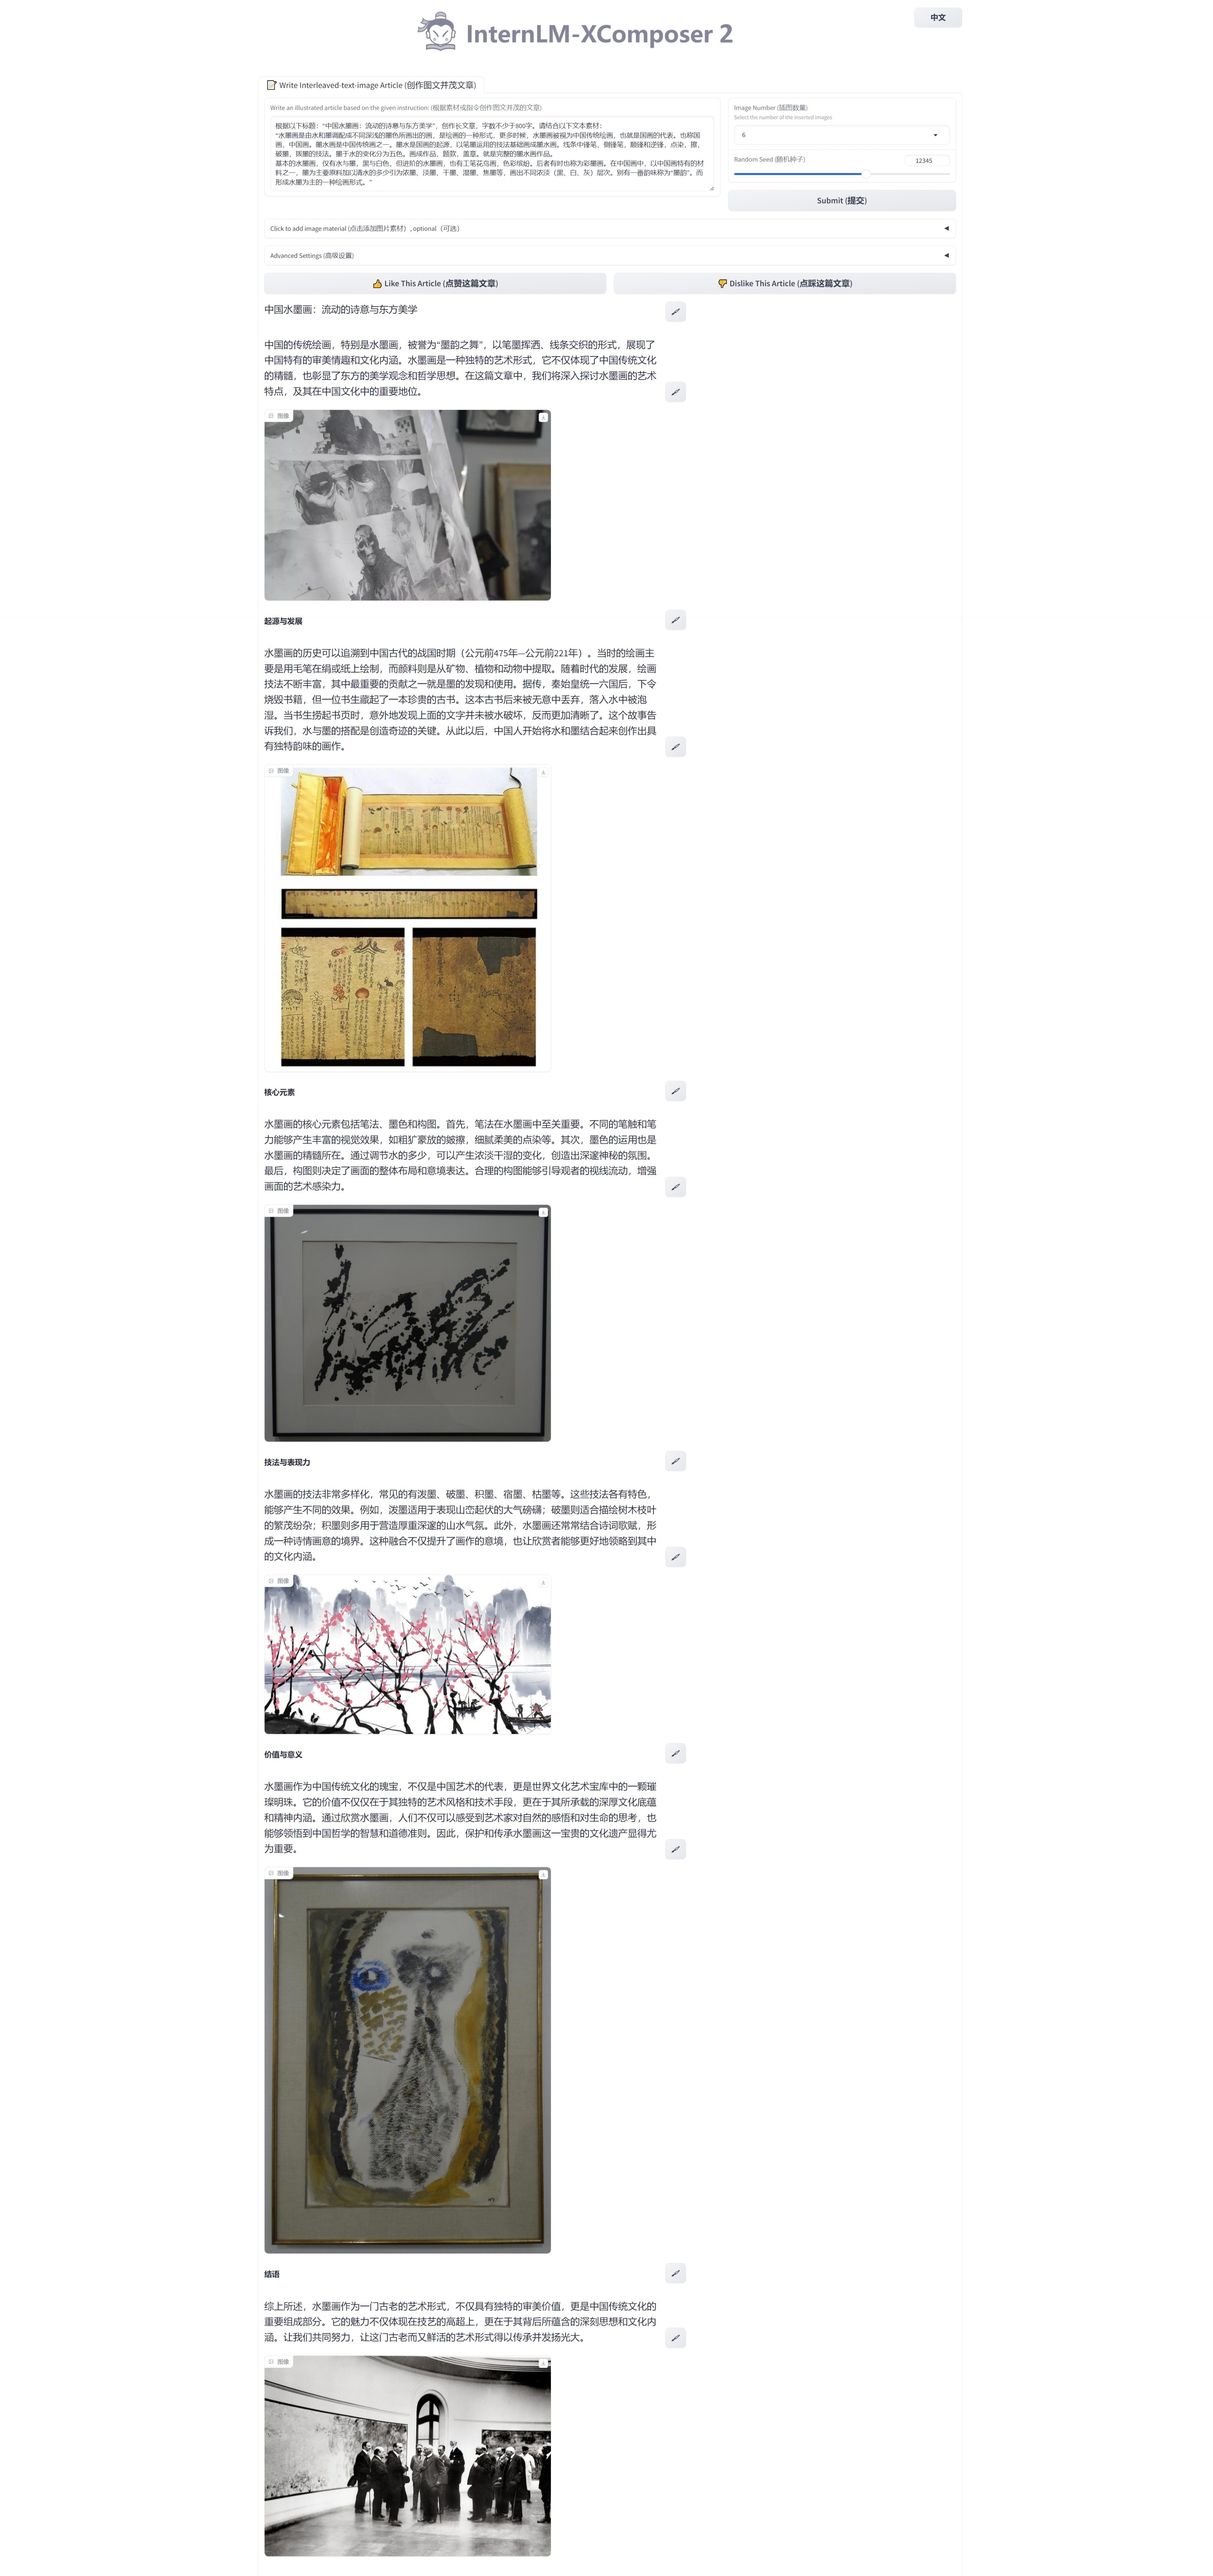 InternLM-XComposer 2
中文
Write Interleaved-text-image Article (创作图文并茂文章)
Write an illustrated article based on the given instruction: (根据素材或指令创作图文并茂的文章)
根据以下标题：“中国水墨画：流动的诗意与东方美学”，创作长文章，字数不少于800字。请结合以下文本素材：
“水墨画是由水和墨调配成不同深浅的墨色所画出的画，是绘画的一种形式，更多时候，水墨画被视为中国传统绘画，也就是国画的代表。也称国
画，中国画。墨水画是中国传统画之一。墨水是国画的起源，以笔墨运用的技法基础画成墨水画。线条中锋笔，侧锋笔，顺锋和逆锋，点染，擦，
破墨，拨墨的技法。墨于水的变化分为五色。画成作品，题款，盖章。就是完整的墨水画作品。
基本的水墨画，仅有水与墨，黑与白色，但进阶的水墨画，也有工笔花鸟画，色彩缤纷。后者有时也称为彩墨画。在中国画中，以中国画特有的材
料之一，墨为主要原料加以清水的多少引为浓墨、淡墨、干墨、湿墨、焦墨等，画出不同浓淡（黑、白、灰）层次。别有一番韵味称为“墨韵”。而
形成水墨为主的一种绘画形式。”
Image Number (插图数量)
Select the number of the inserted images
6
Random Seed (随机种子)
12345
Submit (提交)
Click to add image material (点击添加图片素材）, optional（可选）
Advanced Settings (高级设置)
Like This Article (点赞这篇文章)
Dislike This Article (点踩这篇文章)
中国水墨画：流动的诗意与东方美学
中国的传统绘画，特别是水墨画，被誉为“墨韵之舞”，以笔墨挥洒、线条交织的形式，展现了
中国特有的审美情趣和文化内涵。水墨画是一种独特的艺术形式，它不仅体现了中国传统文化
的精髓，也彰显了东方的美学观念和哲学思想。在这篇文章中，我们将深入探讨水墨画的艺术
特点，及其在中国文化中的重要地位。
图像
起源与发展
水墨画的历史可以追溯到中国古代的战国时期（公元前475年—公元前221年）。当时的绘画主
要是用毛笔在绢或纸上绘制，而颜料则是从矿物、植物和动物中提取。随着时代的发展，绘画
技法不断丰富，其中最重要的贡献之一就是墨的发现和使用。据传，秦始皇统一六国后，下令
烧毁书籍，但一位书生藏起了一本珍贵的古书。这本古书后来被无意中丢弃，落入水中被泡
湿。当书生捞起书页时，意外地发现上面的文字并未被水破坏，反而更加清晰了。这个故事告
诉我们，水与墨的搭配是创造奇迹的关键。从此以后，中国人开始将水和墨结合起来创作出具
有独特韵味的画作。
图像
核心元素
水墨画的核心元素包括笔法、墨色和构图。首先，笔法在水墨画中至关重要。不同的笔触和笔
力能够产生丰富的视觉效果，如粗犷豪放的皴擦，细腻柔美的点染等。其次，墨色的运用也是
水墨画的精髓所在。通过调节水的多少，可以产生浓淡干湿的变化，创造出深邃神秘的氛围。
最后，构图则决定了画面的整体布局和意境表达。合理的构图能够引导观者的视线流动，增强
画面的艺术感染力。
图像
技法与表现力
水墨画的技法非常多样化，常见的有泼墨、破墨、积墨、宿墨、枯墨等。这些技法各有特色，
能够产生不同的效果。例如，泼墨适用于表现山峦起伏的大气磅礴；破墨则适合描绘树木枝叶
的繁茂纷杂；积墨则多用于营造厚重深邃的山水气氛。此外，水墨画还常常结合诗词歌赋，形
成一种诗情画意的境界。这种融合不仅提升了画作的意境，也让欣赏者能够更好地领略到其中
的文化内涵。
图像
价值与意义
水墨画作为中国传统文化的瑰宝，不仅是中国艺术的代表，更是世界文化艺术宝库中的一颗璀
璨明珠。它的价值不仅仅在于其独特的艺术风格和技术手段，更在于其所承载的深厚文化底蕴
和精神内涵。通过欣赏水墨画，人们不仅可以感受到艺术家对自然的感悟和对生命的思考，也
能够领悟到中国哲学的智慧和道德准则。因此，保护和传承水墨画这一宝贵的文化遗产显得尤
为重要。
图像
结语
综上所述，水墨画作为一门古老的艺术形式，不仅具有独特的审美价值，更是中国传统文化的
重要组成部分。它的魅力不仅体现在技艺的高超上，更在于其背后所蕴含的深刻思想和文化内
涵。让我们共同努力，让这门古老而又鲜活的艺术形式得以传承并发扬光大。
图像